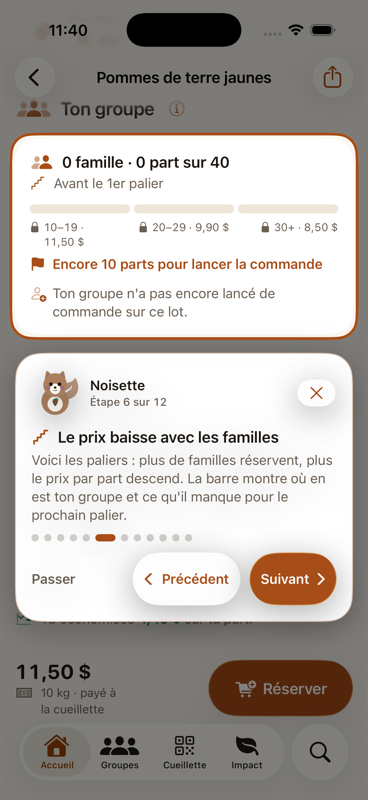 11:40
Pommes de terre jaunes
Ton groupe
0 famille · 0 part sur 40
Avant le 1er palier
10–19 · 11,50 $
20–29 · 9,90 $
30+ · 8,50 $
Encore 10 parts pour lancer la commande
Ton groupe n'a pas encore lancé de
commande sur ce lot.
Noisette
Étape 6 sur 12
Le prix baisse avec les familles
Voici les paliers : plus de familles réservent, plus
le prix par part descend. La barre montre où en
est ton groupe et ce qu'il manque pour le
prochain palier.
Passer
Précédent
Suivant
11,50 $
10 kg · payé à
la cueillette
Réserver
Accueil
Groupes
Cueillette
Impact